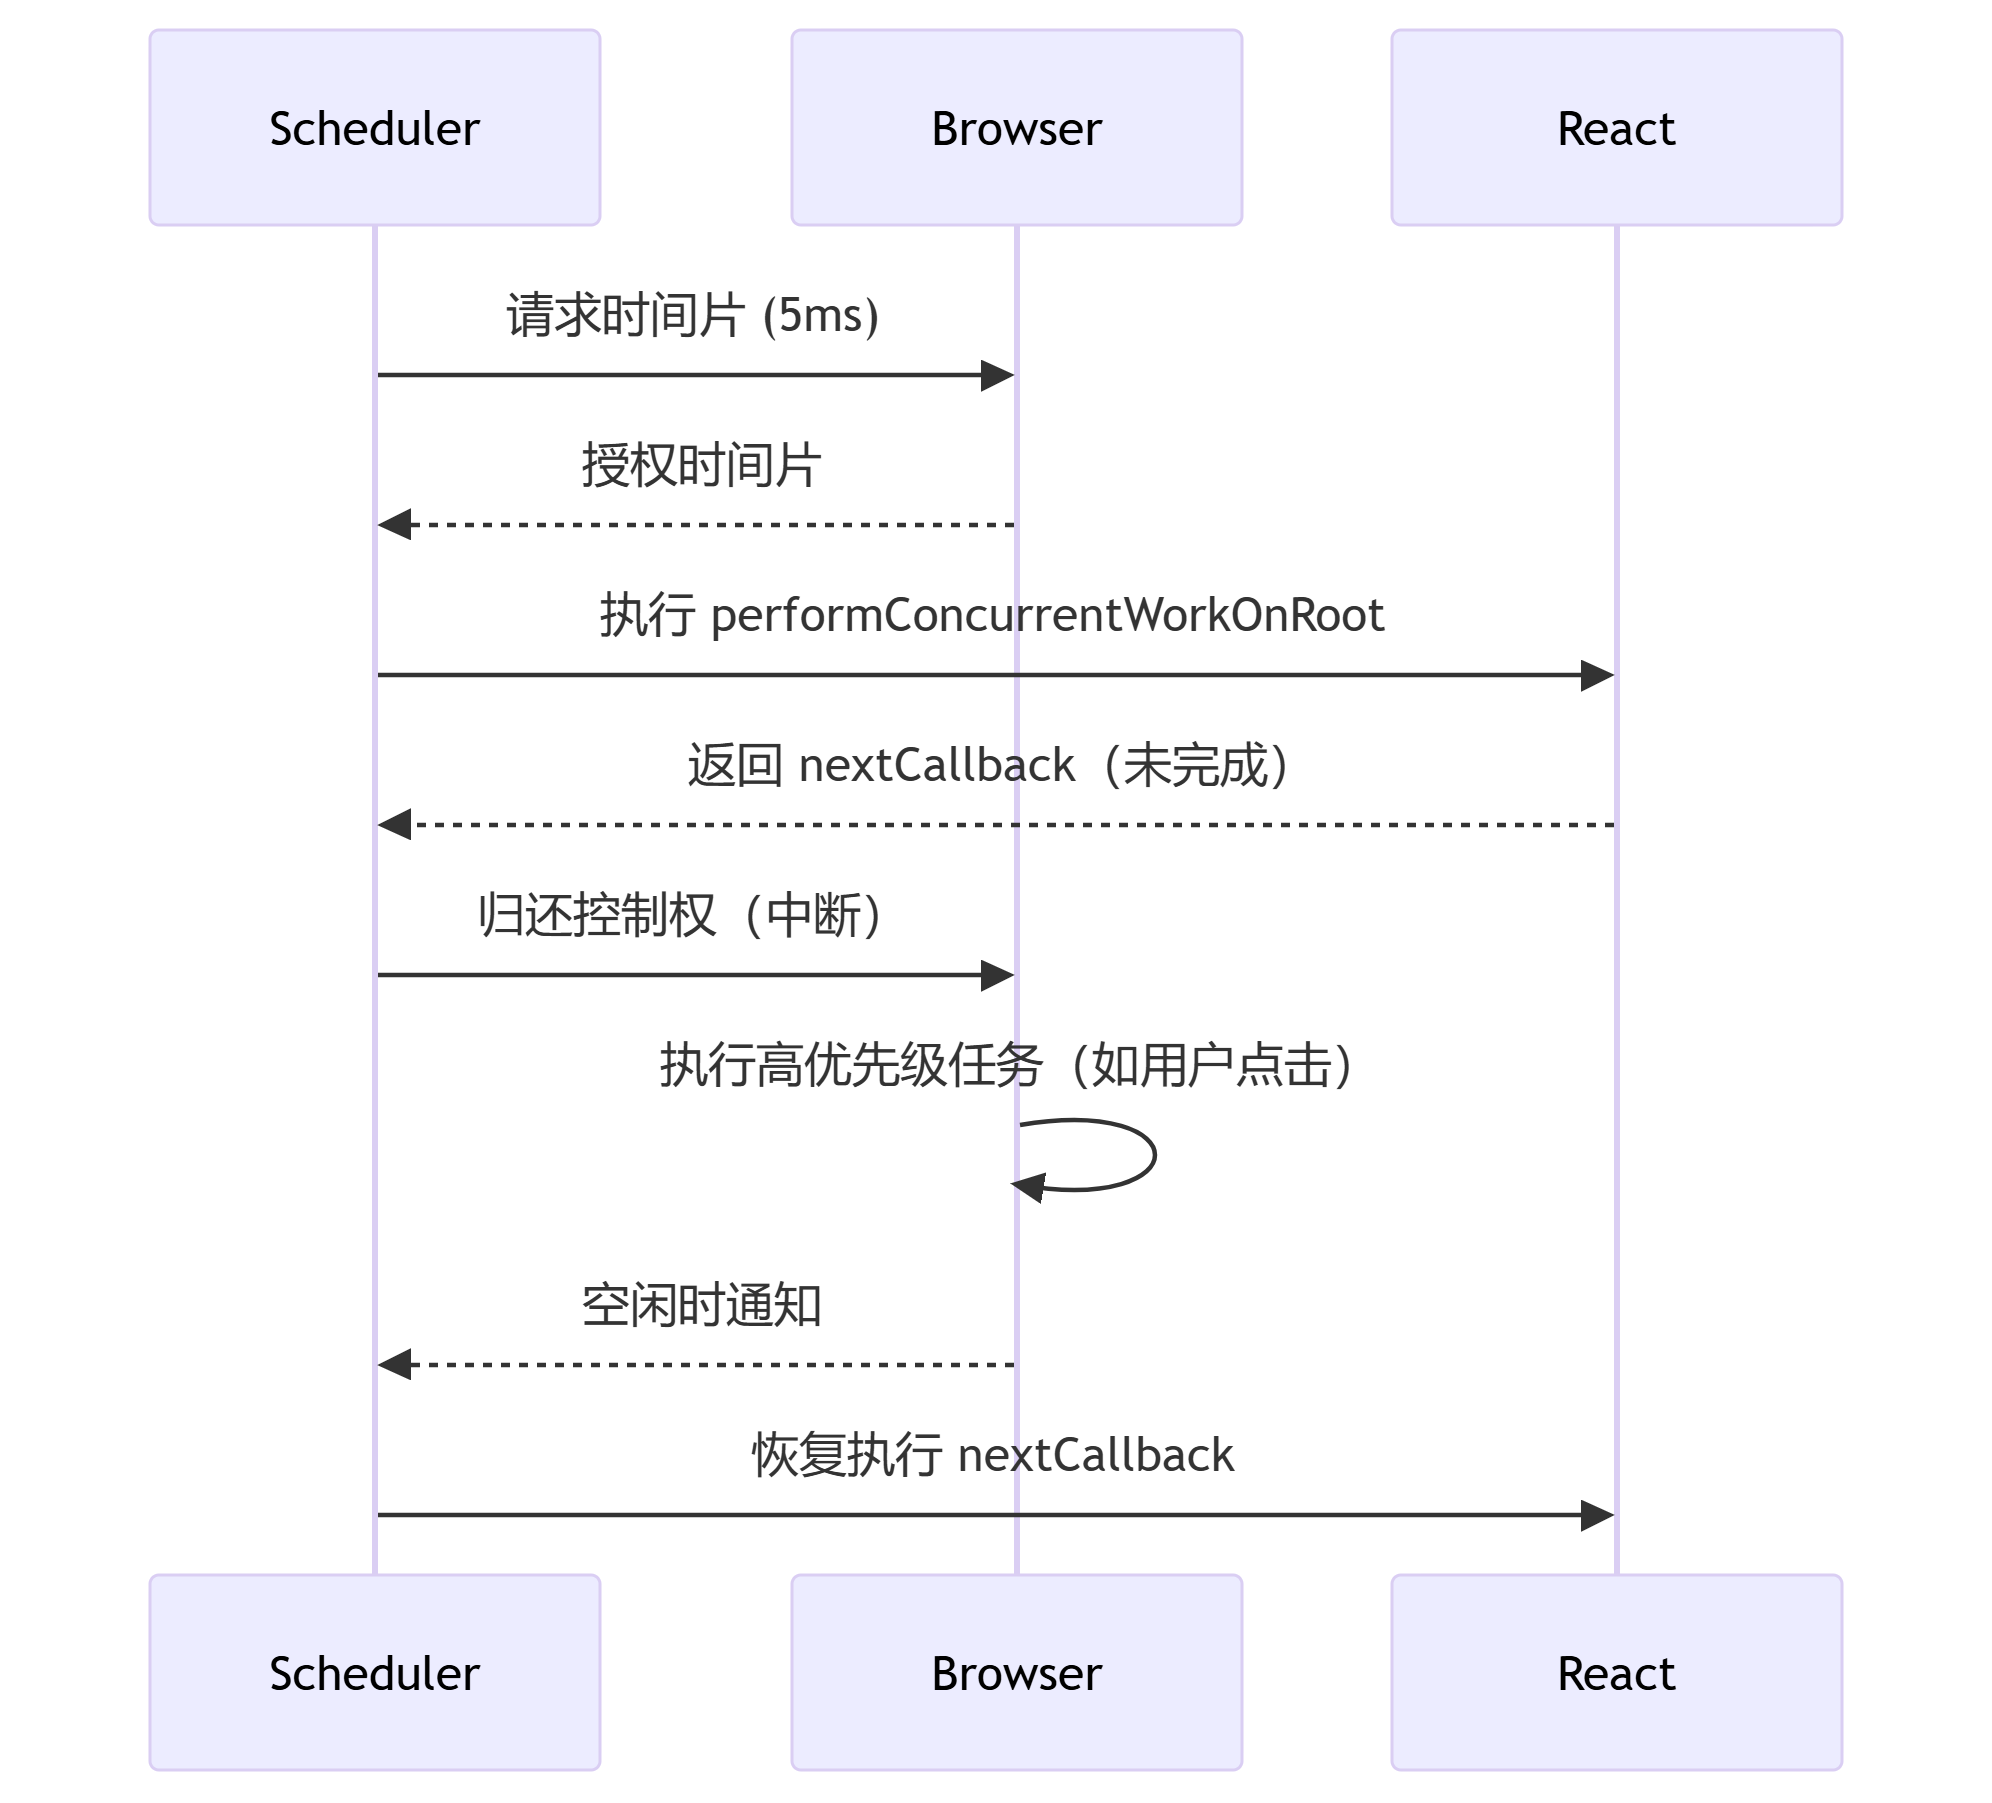 Scheduler
Browser
React
请求时间片 (5ms)
授权时间片
执行 performConcurrentWorkOnRoot
返回 nextCallback（未完成）
归还控制权（中断）
执行高优先级任务（如用户点击）
空闲时通知
恢复执行 nextCallback
Scheduler
Browser
React